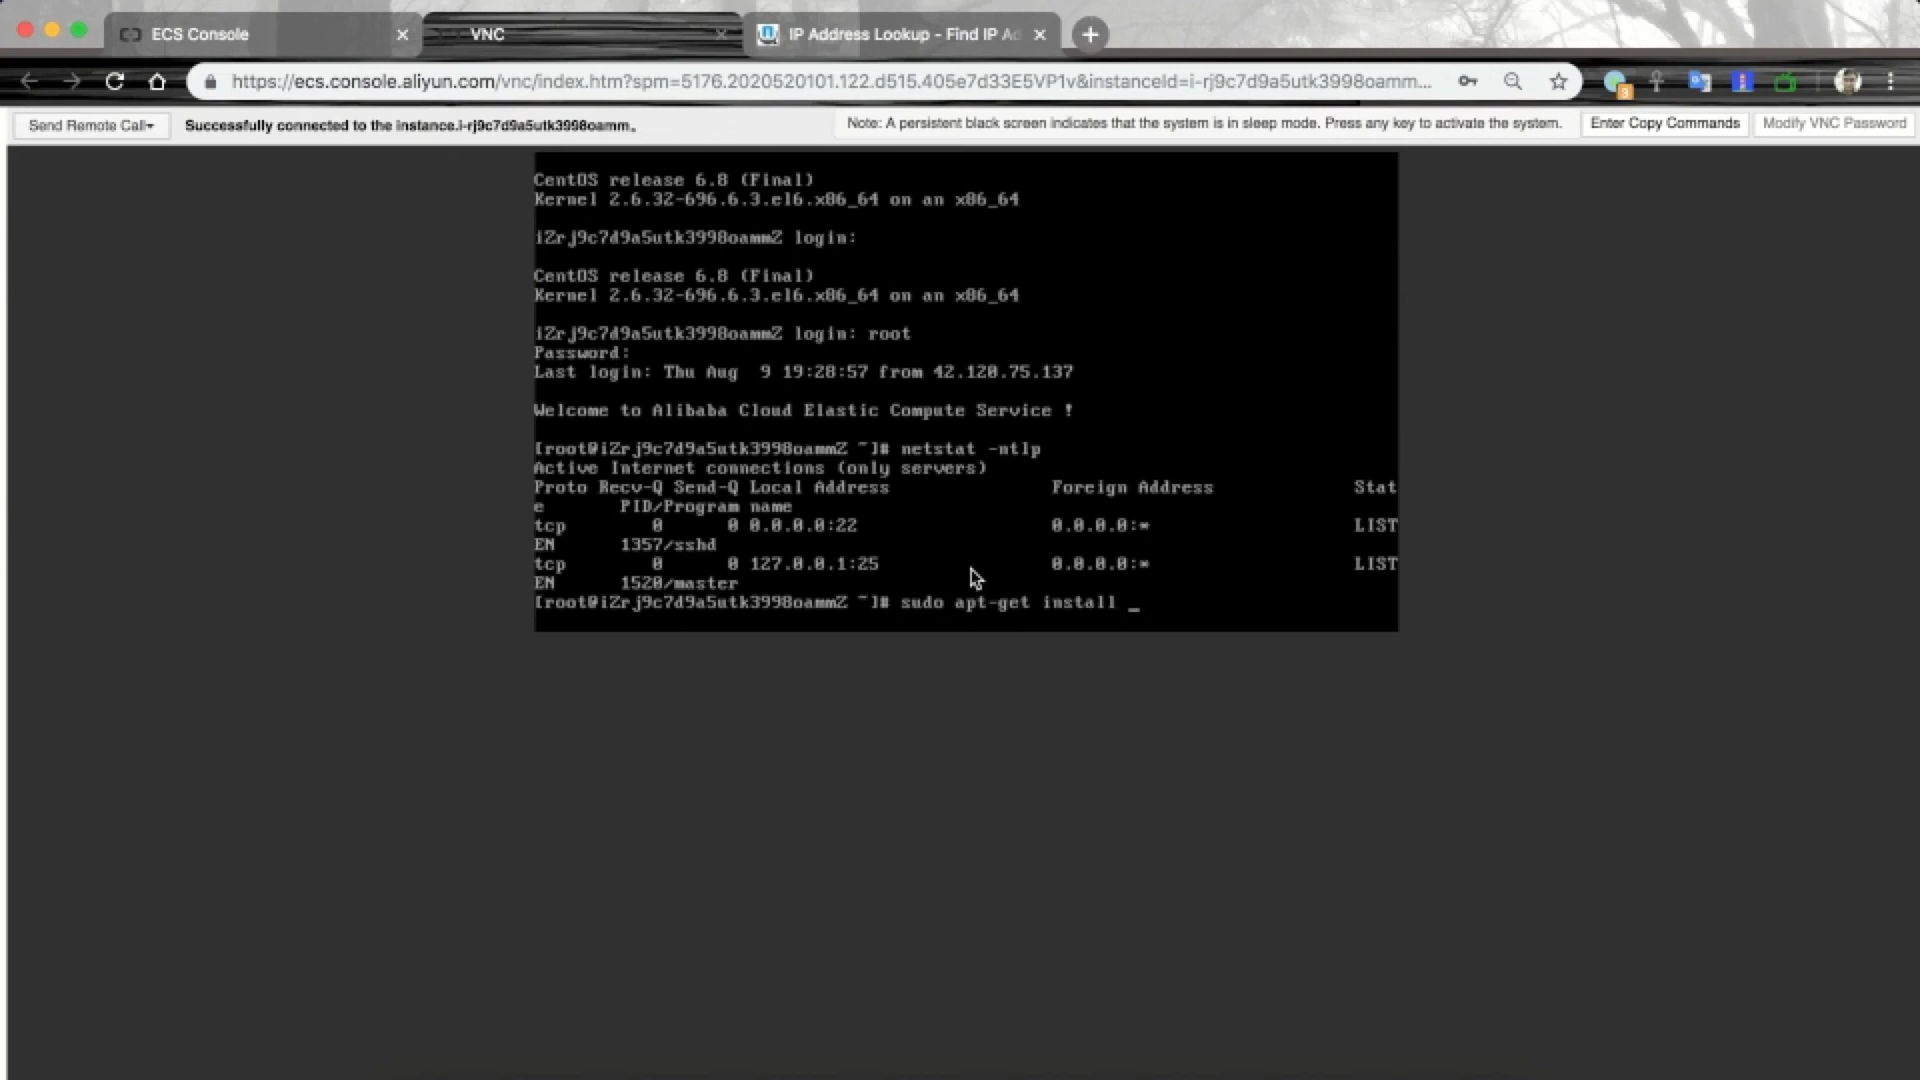 ECS Console
VNC
IP Address Lookup - Find IP Ad
https://ecs.console.aliyun.com/vnc/index.htm?spm=5176.2020520101.122.d515.405e7d33E5VP1v&instanceId=i-rj9c7d9a5utk3998oamm...
3
Send Remote Call
Successfully connected to the instance.i-rj9c7d9a5utk3998oamm。
Note: A persistent black screen indicates that the system is in sleep mode. Press any key to activate the system.
Enter Copy Commands
Modify VNC Password
CentOS release 6.8 (Final)
Kernel 2.6.32-696.6.3.el6.x86_64 on an x86_64
iZrj9c7d9a5utk3998oammZ login:
CentOS release 6.8 (Final)
Kernel 2.6.32-696.6.3.el6.x86_64 on an x86_64
iZrj9c7d9a5utk3998oammZ login: root
Password:
Last login: Thu Aug  9 19:28:57 from 42.120.75.137
Welcome to Alibaba Cloud Elastic Compute Service !
[root@iZrj9c7d9a5utk3998oammZ ~]# netstat -ntlp
Active Internet connections (only servers)
Proto Recv-Q Send-Q Local Address               Foreign Address             Stat
e       PID/Program name
tcp        0      0 0.0.0.0:22                  0.0.0.0:*                   LIST
EN      1357/sshd
tcp        0      0 127.0.0.1:25                0.0.0.0:*                   LIST
EN      1520/master
[root@iZrj9c7d9a5utk3998oammZ ~]# sudo apt-get install _